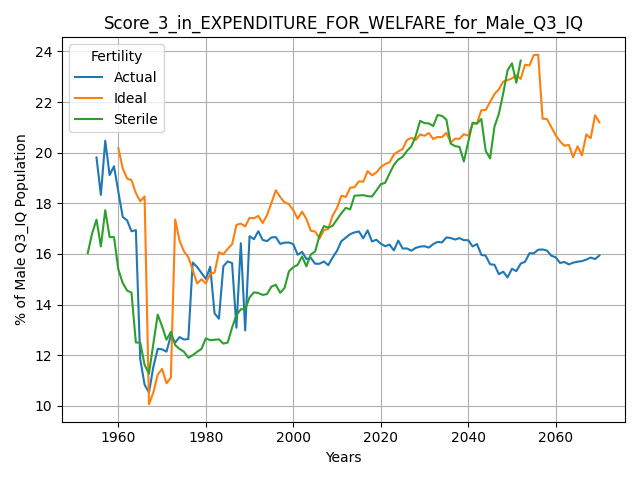 Score_3_in_EXPENDITURE_FOR_WELFARE_for_Male_Q3_IQ
Fertility
Actual
Ideal
Sterile
% of Male Q3_IQ Population
24
22
20
18
16
14
12
10
1960 1980 2000 2020 2040 2060
Years